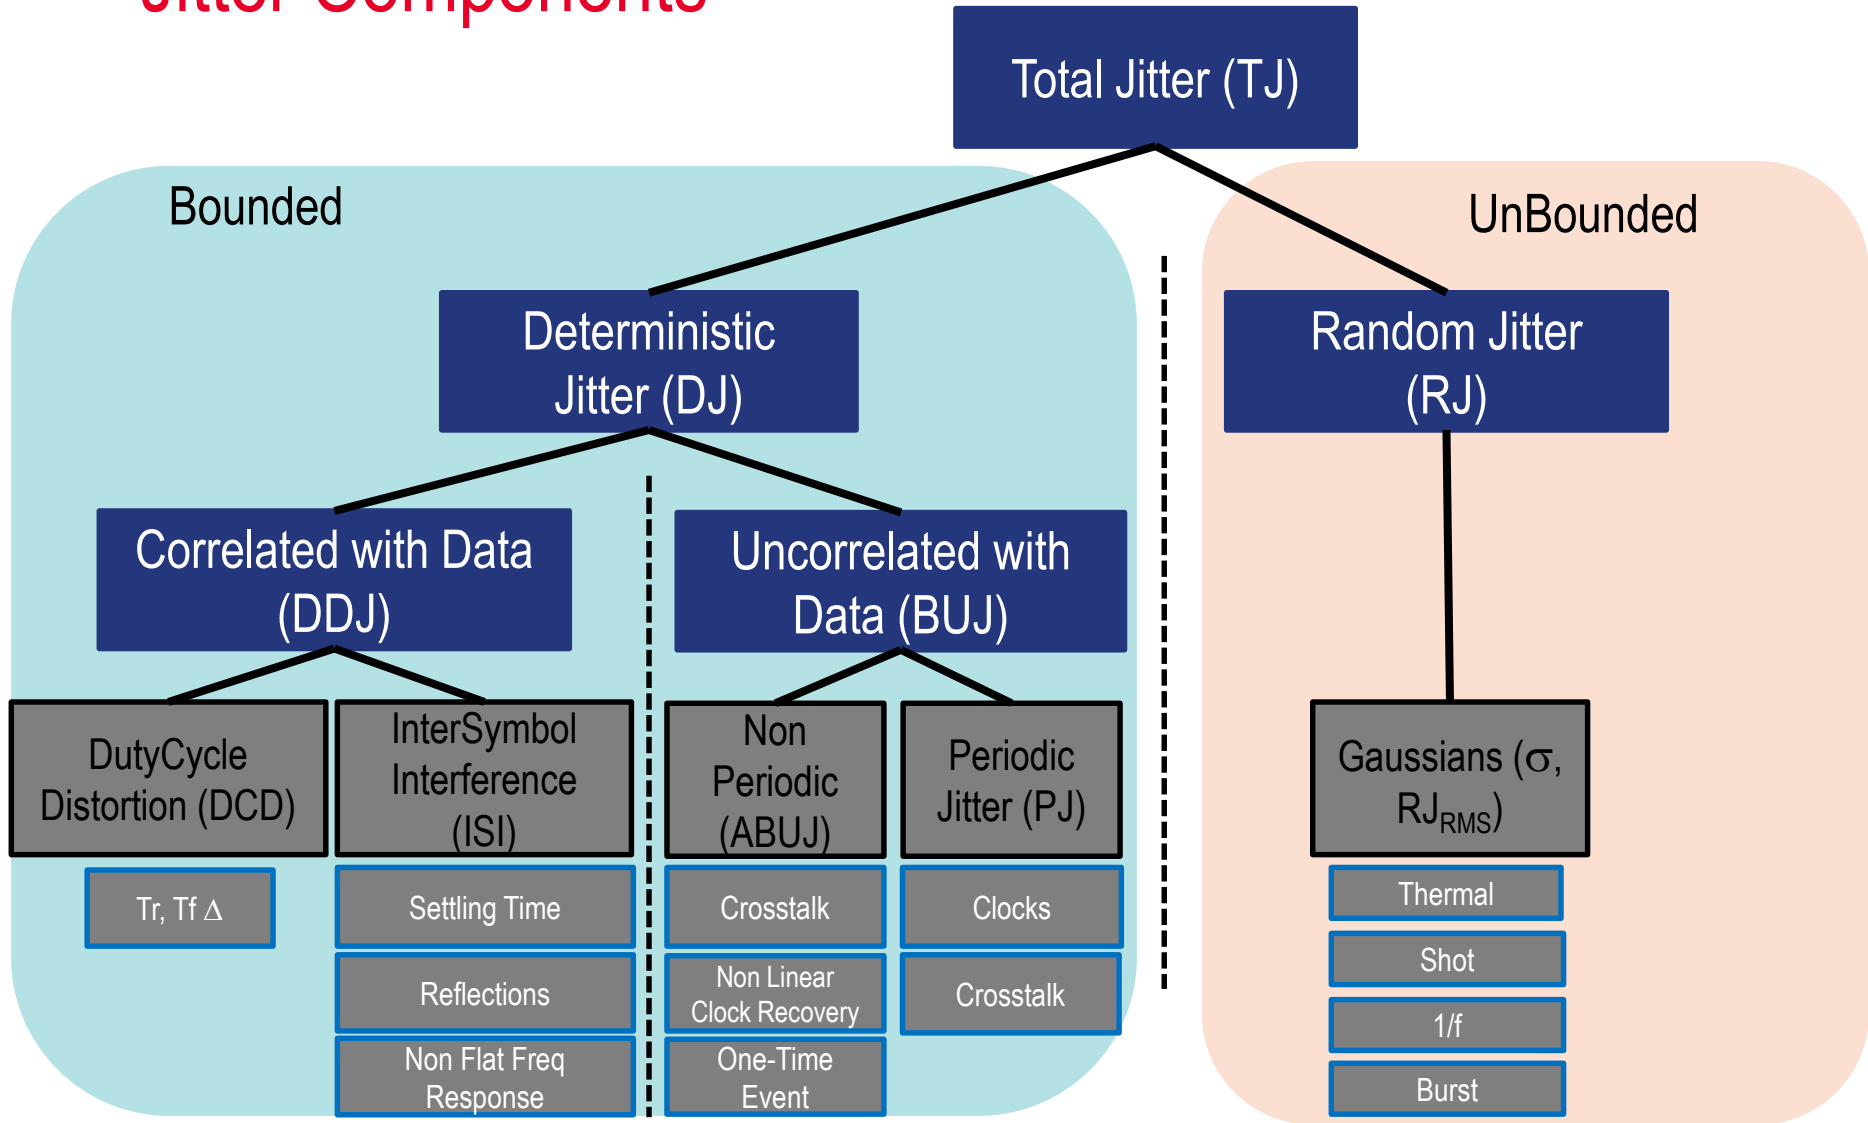 Jitter Components
Total Jitter (TJ)
Bounded
UnBounded
Deterministic
Jitter (DJ)
Random Jitter
(RJ)
Correlated with Data
(DDJ)
Uncorrelated with
Data (BUJ)
DutyCycle
Distortion (DCD)
InterSymbol
Interference
(ISI)
Non
Periodic
(ABUJ)
Periodic
Jitter (PJ)
Gaussians (σ,
RJRMS)
Tr, Tf Δ
Settling Time
Reflections
Non Flat Freq
Response
Crosstalk
Non Linear
Clock Recovery
One-Time
Event
Clocks
Crosstalk
Thermal
Shot
1/f
Burst